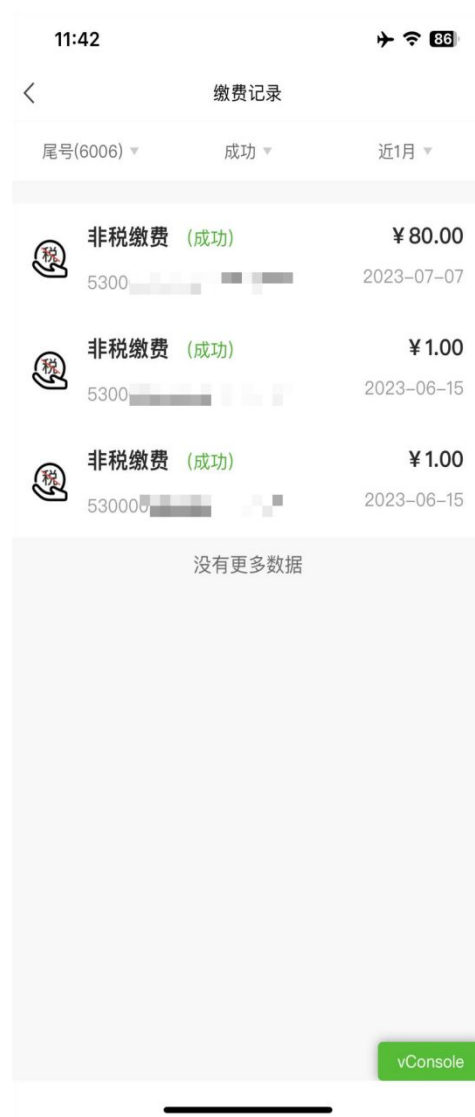 11:42
86
缴费记录
尾号(6006) 成功 近1月
税
非税缴费 (成功) ¥80.00
5300 2023-07-07
税
非税缴费 (成功) ¥1.00
5300 2023-06-15
税
非税缴费 (成功) ¥1.00
530000 2023-06-15
没有更多数据
vConsole